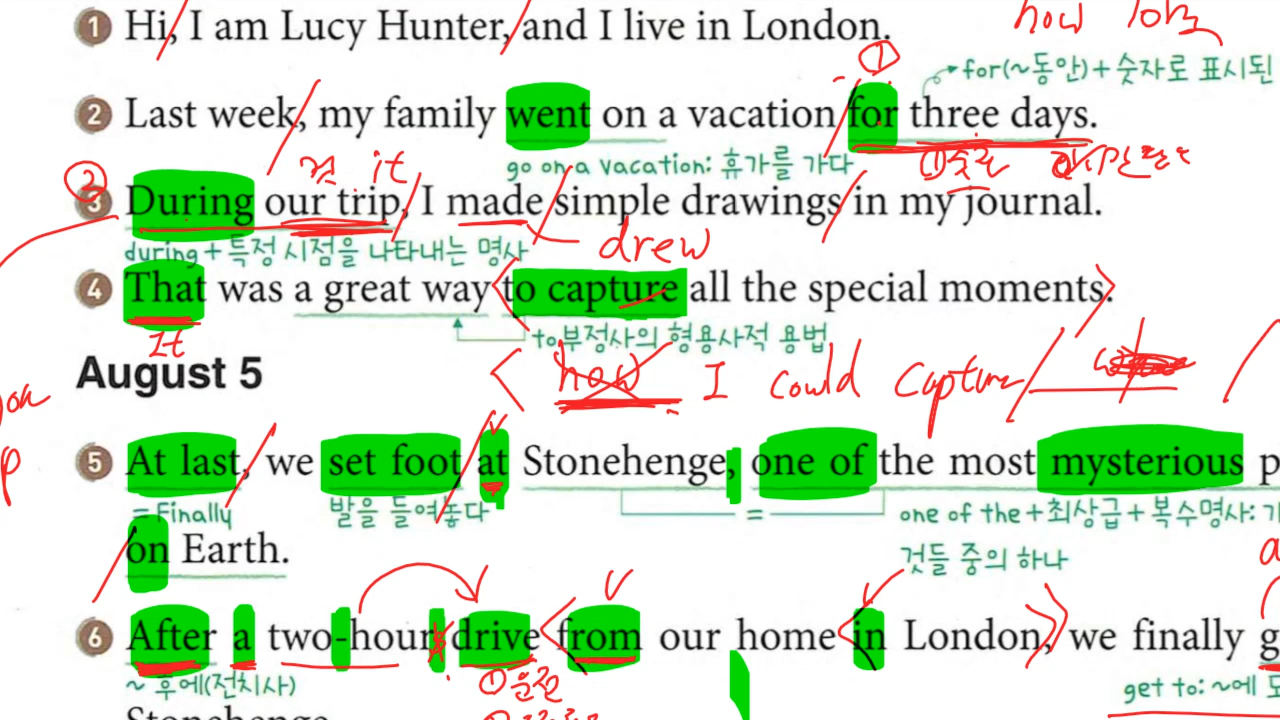 how long
① Hi, I am Lucy Hunter, and I live in London.
①
for(~동안)+숫자로 표시된
② Last week, my family went on a vacation for three days.
go on a vacation: 휴가를 가다
it
②
③ During our trip, I made simple drawings in my journal.
during+특정 시점을 나타내는 명사
drew
④ That was a great way to capture all the special moments.
It
to부정사의 형용사적 용법
August 5
how I could capture
⑤ At last, we set foot at Stonehenge, one of the most mysterious p
= Finally
발을 들여놓다
=
one of the+최상급+복수명사:
on Earth.
것들 중의 하나
⑥ After a two-hour drive from our home in London, we finally g
~ 후에(전치사)
①운전
get to: ~에
Stonehenge